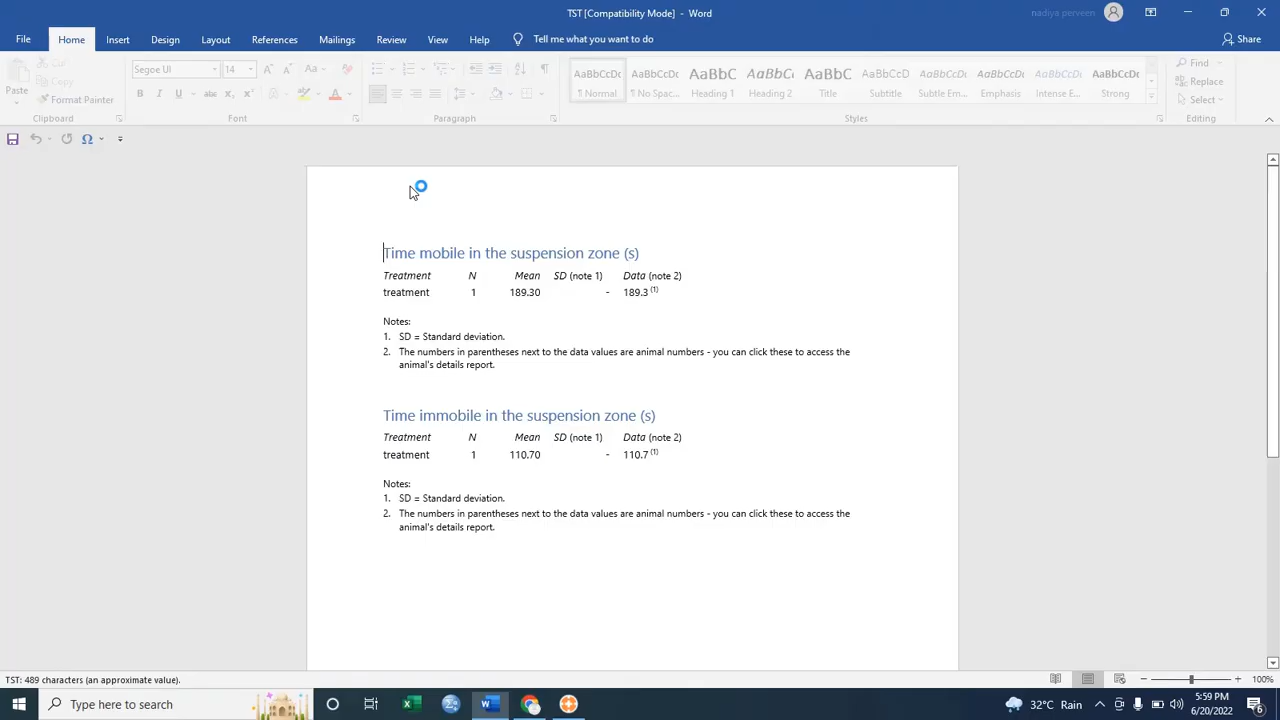 TST [Compatibility Mode] - Word
nadiya perveen
File Home Insert Design Layout References Mailings Review View Help Tell me what you want to do Share
Paste Cut Copy Format Painter
Segoe UI 14
AaBbCcDc AaBbCcDc AaBbC AaBbC AaBbC AaBbCcD AaBbCcDc AaBbCcDc AaBbCcDc AaBbCcDc
¶ Normal ¶ No Spac... Heading 1 Heading 2 Title Subtitle Subtle Em... Emphasis Intense E... Strong
Find
Replace
Select
Clipboard Font Paragraph Styles Editing
Time mobile in the suspension zone (s)
Treatment N Mean SD (note 1) Data (note 2)
treatment 1 189.30 - 189.3 (1)
Notes:
1. SD = Standard deviation.
2. The numbers in parentheses next to the data values are animal numbers - you can click these to access the
animal's details report.
Time immobile in the suspension zone (s)
Treatment N Mean SD (note 1) Data (note 2)
treatment 1 110.70 - 110.7 (1)
Notes:
1. SD = Standard deviation.
2. The numbers in parentheses next to the data values are animal numbers - you can click these to access the
animal's details report.
TST: 489 characters (an approximate value).
100%
Type here to search
32°C Rain
5:59 PM
6/20/2022
6